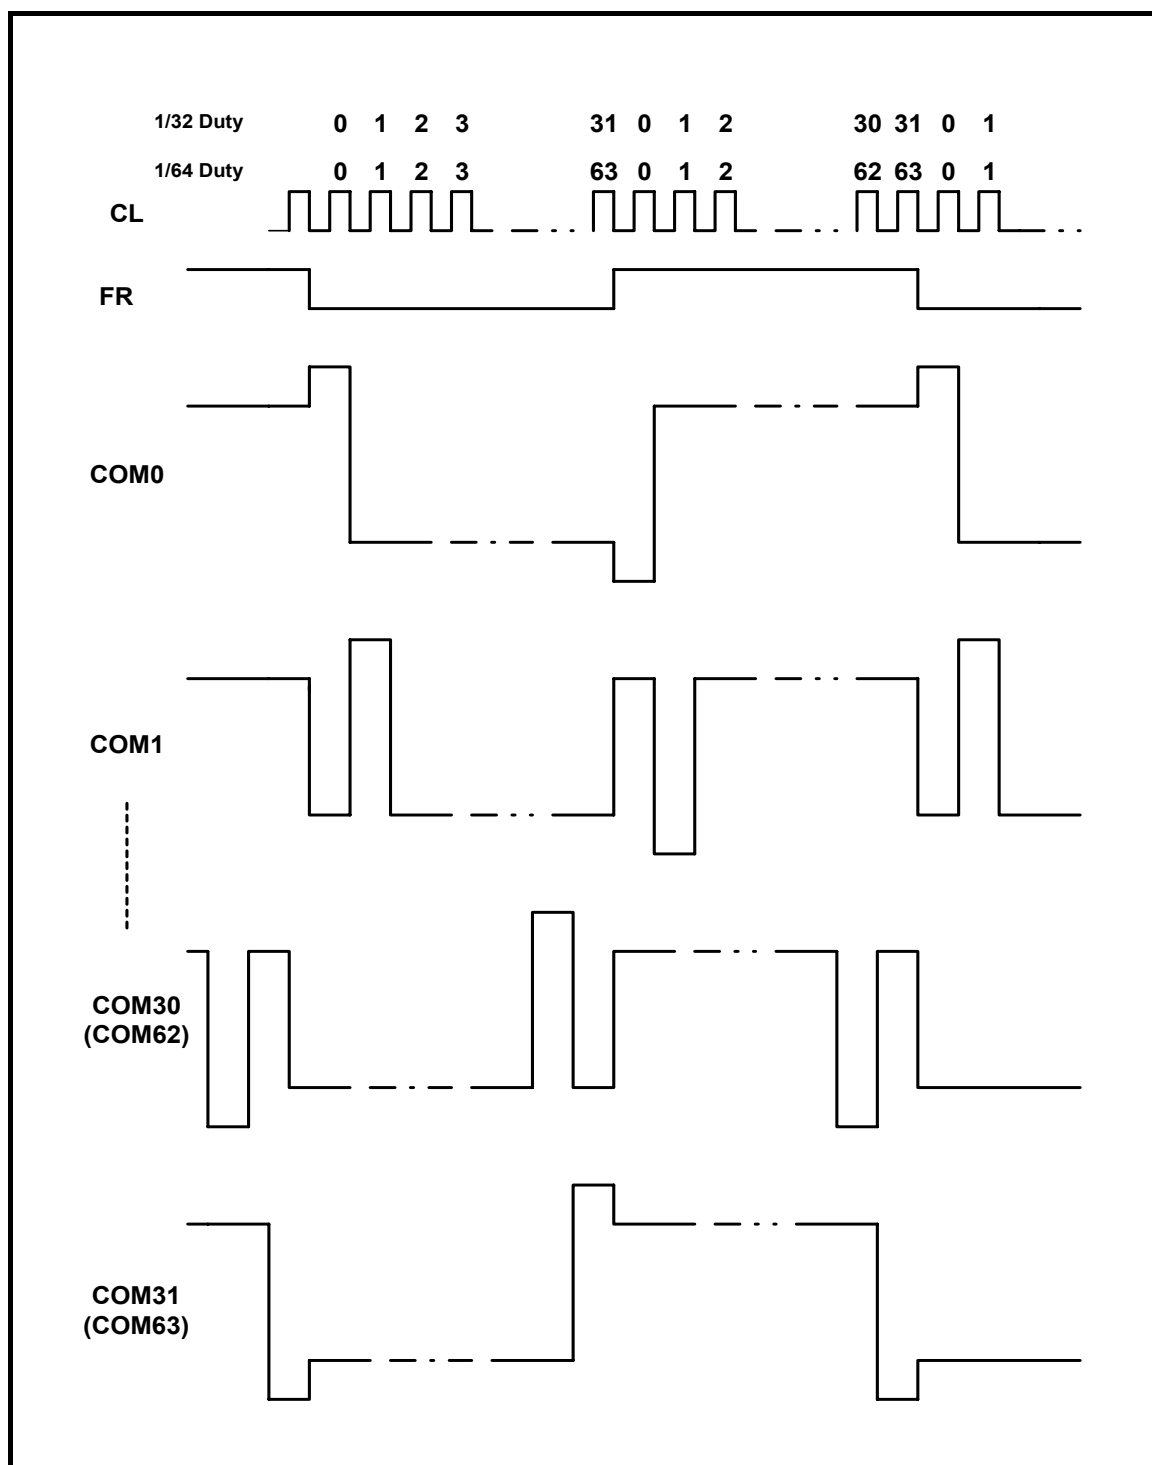 1/32 Duty 0 1 2 3 31 0 1 2 30 31 0 1
1/64 Duty 0 1 2 3 63 0 1 2 62 63 0 1
CL
FR
COM0
COM1
COM30
(COM62)
COM31
(COM63)